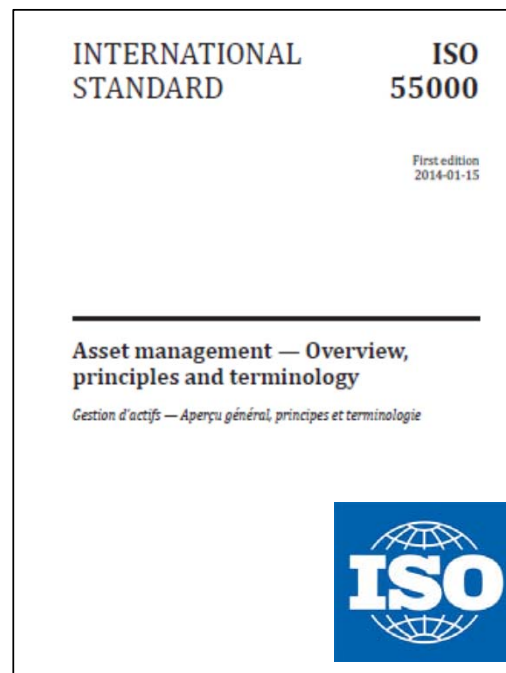 INTERNATIONAL STANDARD
ISO 55000
First edition
2014-01-15
Asset management — Overview,
principles and terminology
Gestion d'actifs — Aperçu général, principes et terminologie
ISO